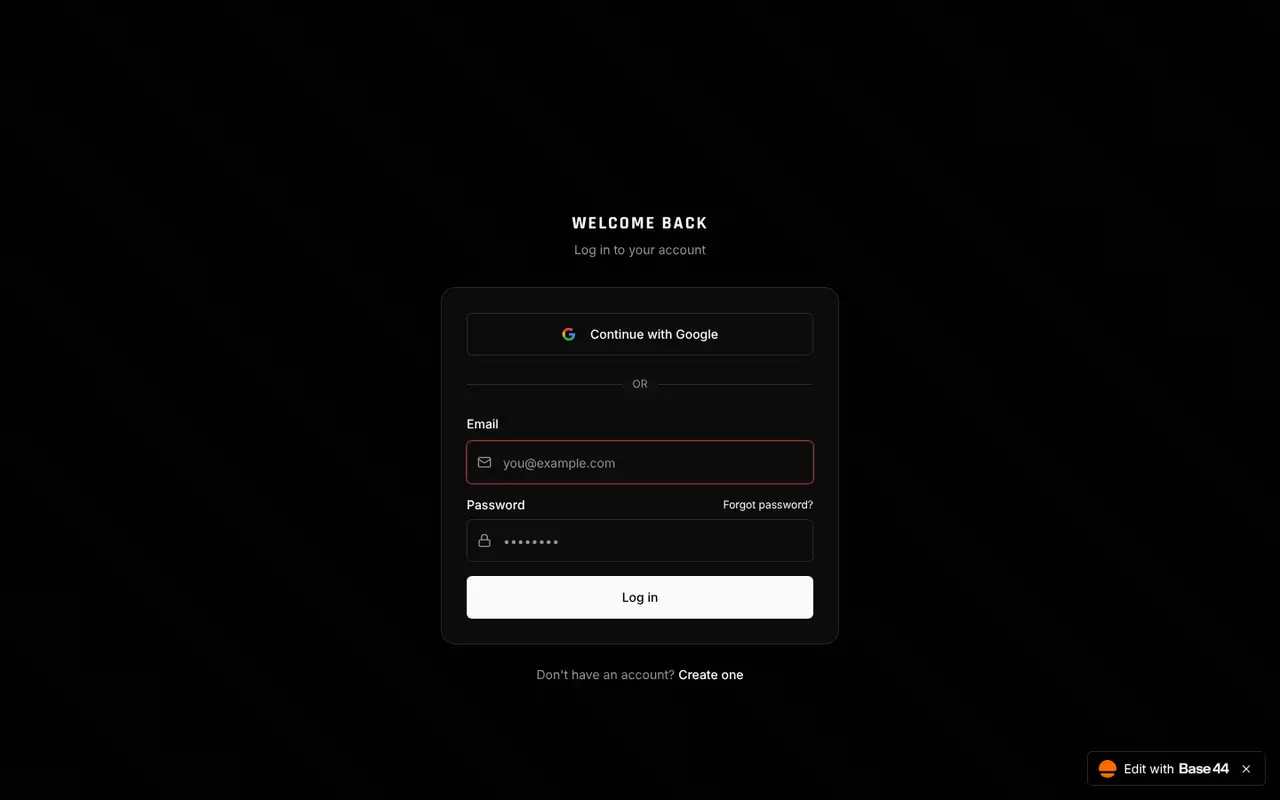 WELCOME BACK
Log in to your account
Continue with Google
OR
Email
you@example.com
Password
Forgot password?
••••••••
Log in
Don't have an account? Create one
Edit with Base44 ×